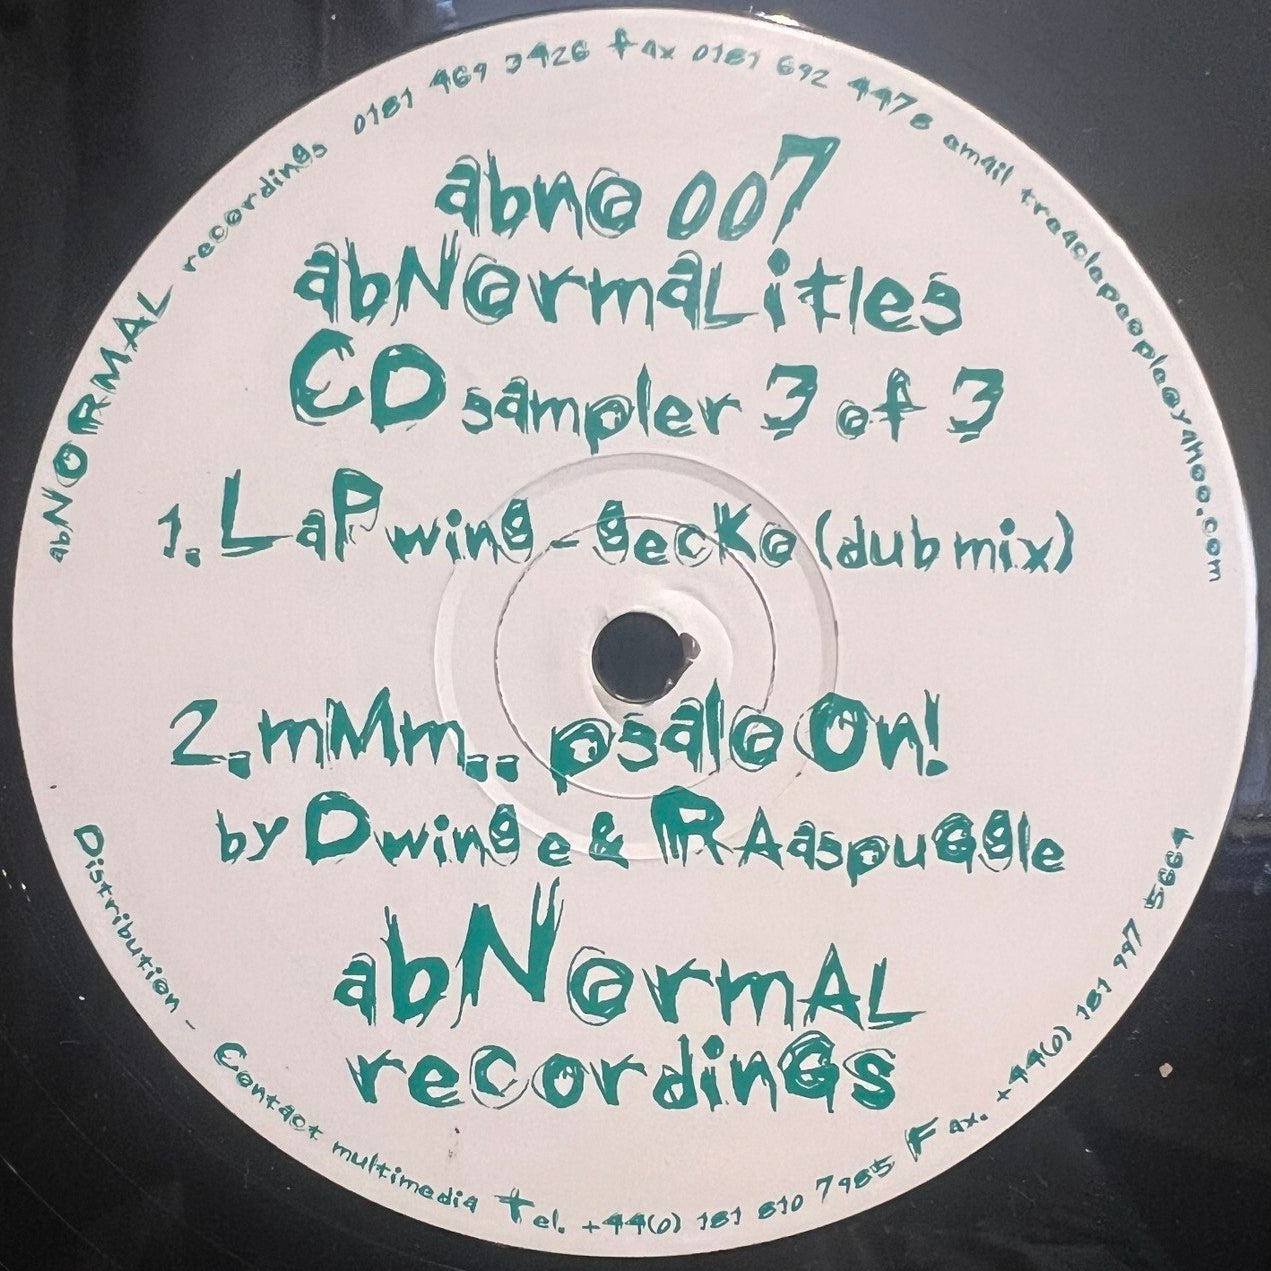 abNORMAL recordings 0181 469 3426 fax 0181 692 4478 email treaclepeople@yahoo.com
abno 007
abNormaLities
CD sampler 3 of 3
1. LaPwing - gecKo (dub mix)
2. mMm.. psaloOn!
by Dwinge & RAaspuGgle
abNormAL
recordinGs
Distribution - Contact multimedia Tel. +44(0) 181 810 7985 Fax. +44(0) 181 997 5664